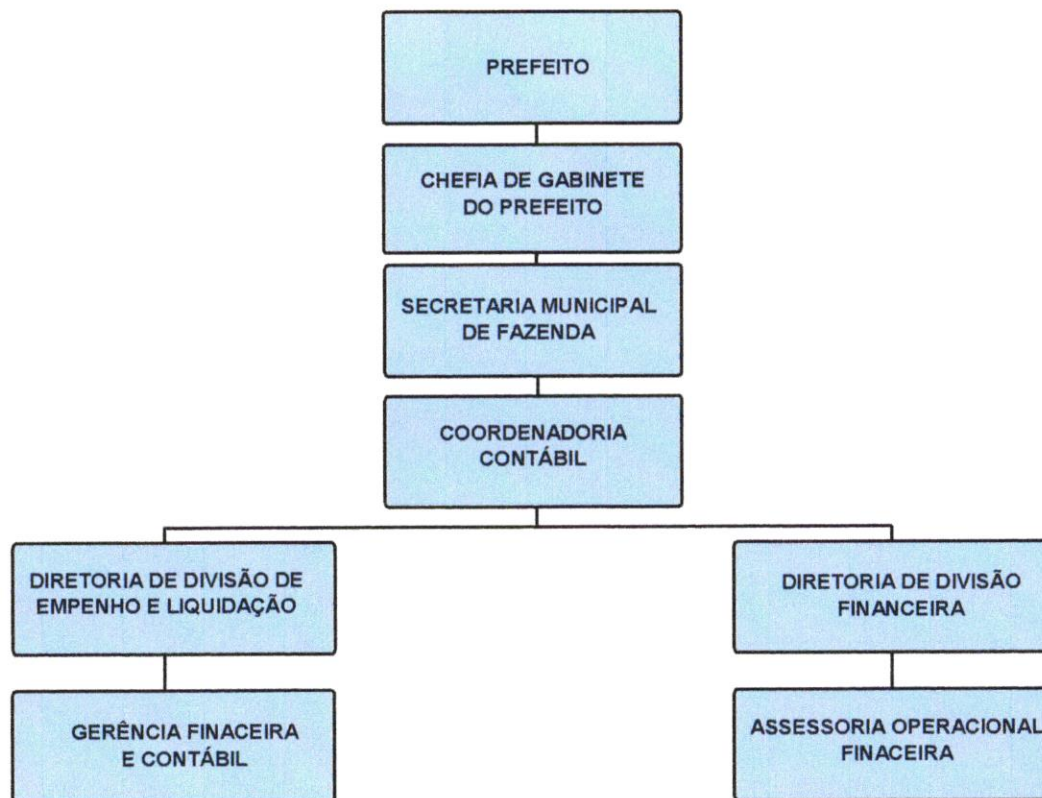 PREFEITO
CHEFIA DE GABINETE
DO PREFEITO
SECRETARIA MUNICIPAL
DE FAZENDA
COORDENADORIA
CONTÁBIL
DIRETORIA DE DIVISÃO DE
EMPENHO E LIQUIDAÇÃO
DIRETORIA DE DIVISÃO
FINANCEIRA
GERÊNCIA FINACEIRA
E CONTÁBIL
ASSESSORIA OPERACIONAL
FINACEIRA